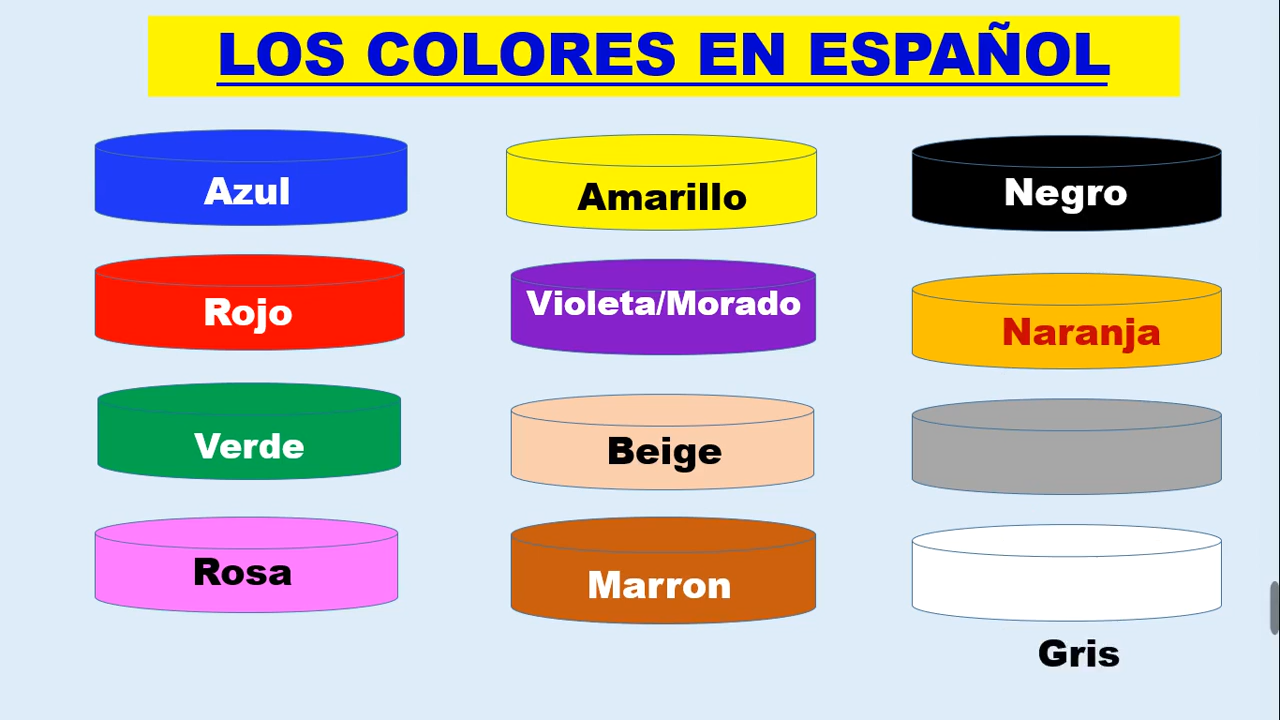 LOS COLORES EN ESPAÑOL
Azul
Amarillo
Negro
Rojo
Violeta/Morado
Naranja
Verde
Beige
Rosa
Marron
Gris